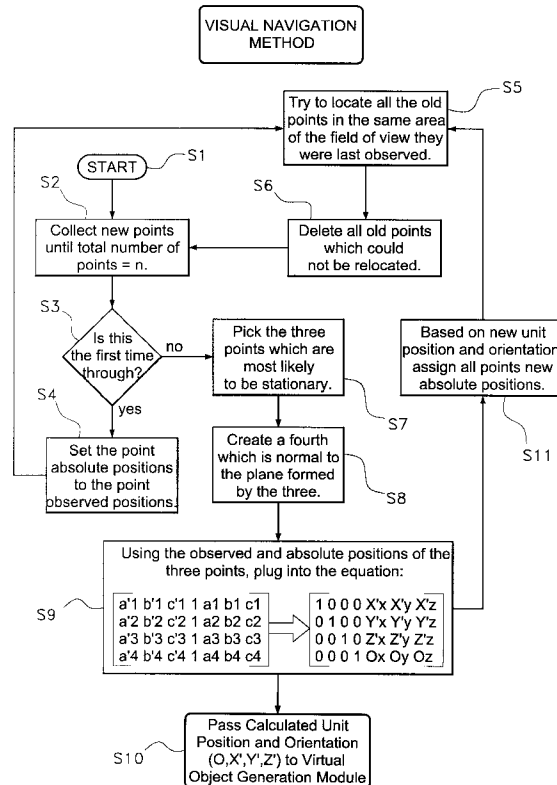 VISUAL NAVIGATION
METHOD
S5
Try to locate all the old
points in the same area
of the field of view they
were last observed.
START
S1
S2
Collect new points
until total number of
points = n.
S6
Delete all old points
which could
not be relocated.
S3
Is this
the first time
through?
no
yes
Pick the three
points which are
most likely
to be stationary.
S7
Based on new unit
position and orientation
assign all points new
absolute positions.
S11
S4
Set the point
absolute positions
to the point
observed positions.
Create a fourth
which is normal to
the plane formed
by the three.
S8
Using the observed and absolute positions of the
three points, plug into the equation:
S9
a'1 b'1 c'1 1 a1 b1 c1
a'2 b'2 c'2 1 a2 b2 c2
a'3 b'3 c'3 1 a3 b3 c3
a'4 b'4 c'4 1 a4 b4 c4
1 0 0 0 X'x X'y X'z
0 1 0 0 Y'x Y'y Y'z
0 0 1 0 Z'x Z'y Z'z
0 0 0 1 Ox Oy Oz
S10
Pass Calculated Unit
Position and Orientation
(O,X',Y',Z') to Virtual
Object Generation Module